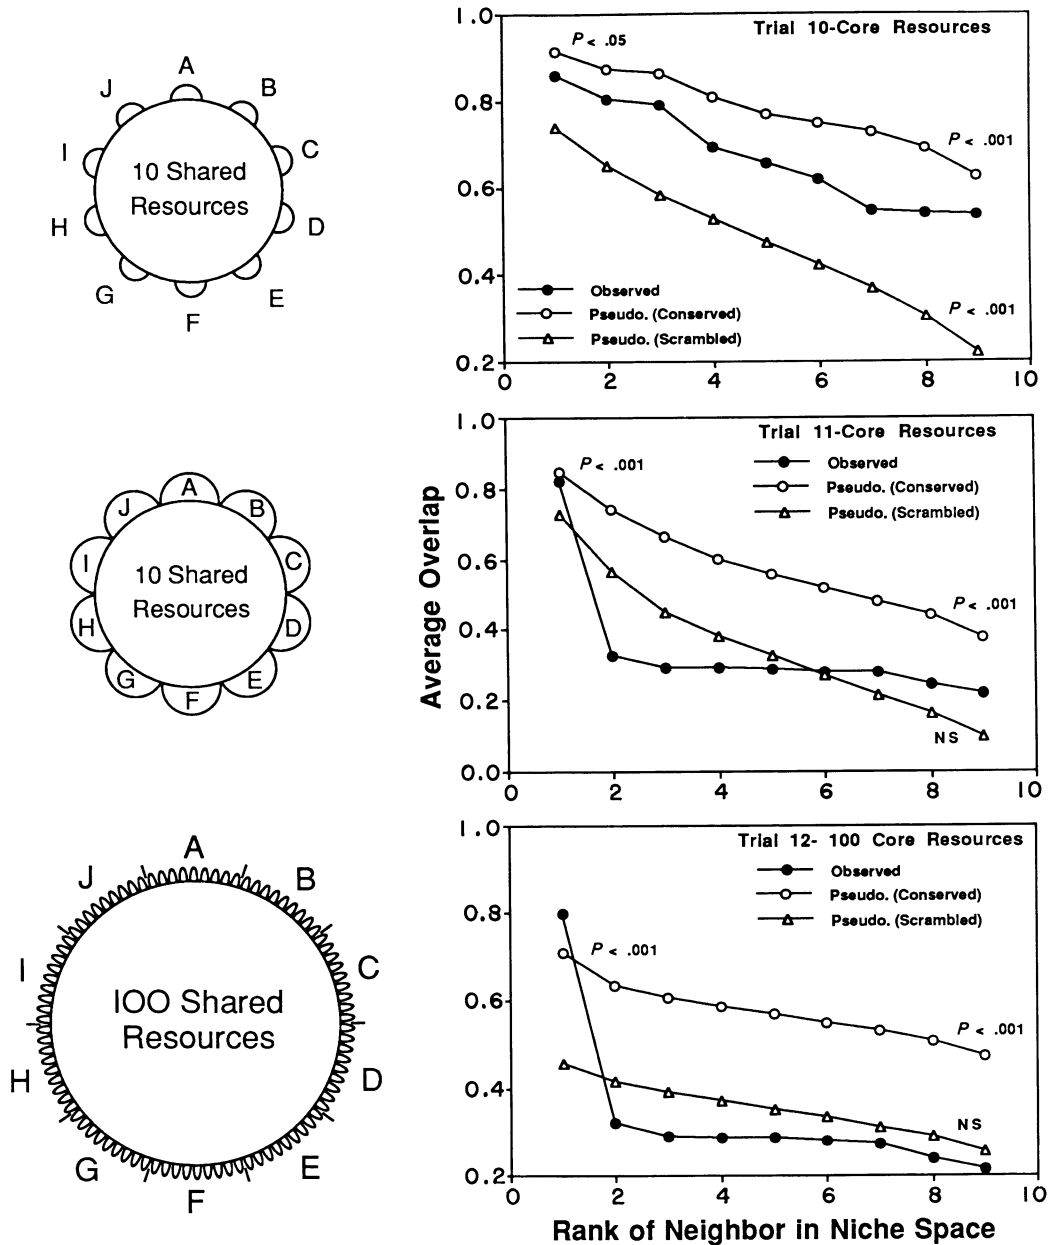 A
B
C
D
E
F
G
H
I
J
10 Shared
Resources
1.0
0.8
0.6
0.4
0.2
0
2
4
6
8
10
Trial 10-Core Resources
P < .05
P < .001
P < .001
Observed
Pseudo. (Conserved)
Pseudo. (Scrambled)
A
B
C
D
E
F
G
H
I
J
10 Shared
Resources
Average Overlap
1.0
0.8
0.6
0.4
0.2
0.0
0
2
4
6
8
10
Trial 11-Core Resources
Observed
Pseudo. (Conserved)
Pseudo. (Scrambled)
P < .001
P < .001
NS
A
B
C
D
E
F
G
H
I
J
100 Shared
Resources
1.0
0.8
0.6
0.4
0.2
0
2
4
6
8
10
Trial 12- 100 Core Resources
Observed
Pseudo. (Conserved)
Pseudo. (Scrambled)
P < .001
P < .001
NS
Rank of Neighbor in Niche Space